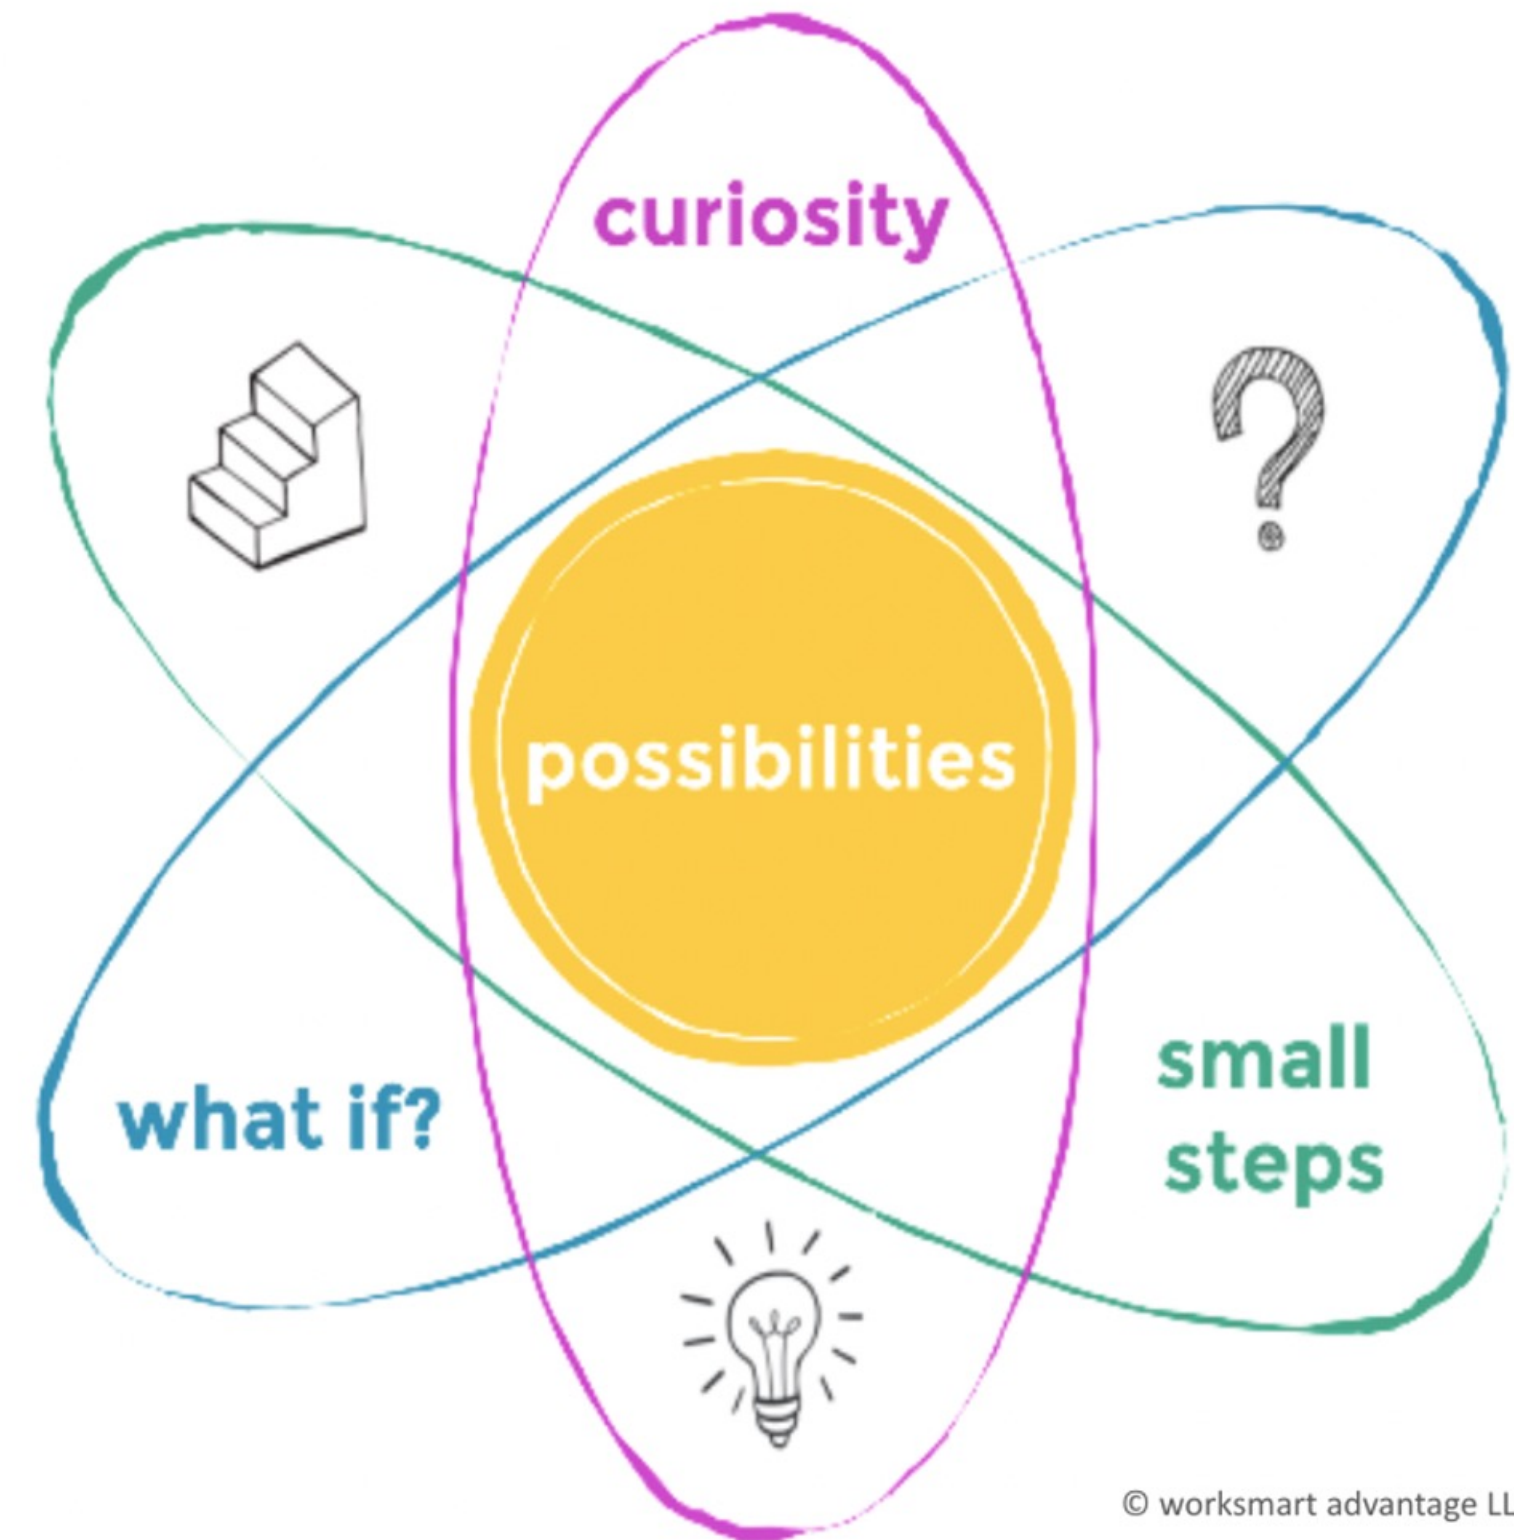 curiosity
possibilities
what if?
small
steps
© worksmart advantage LL